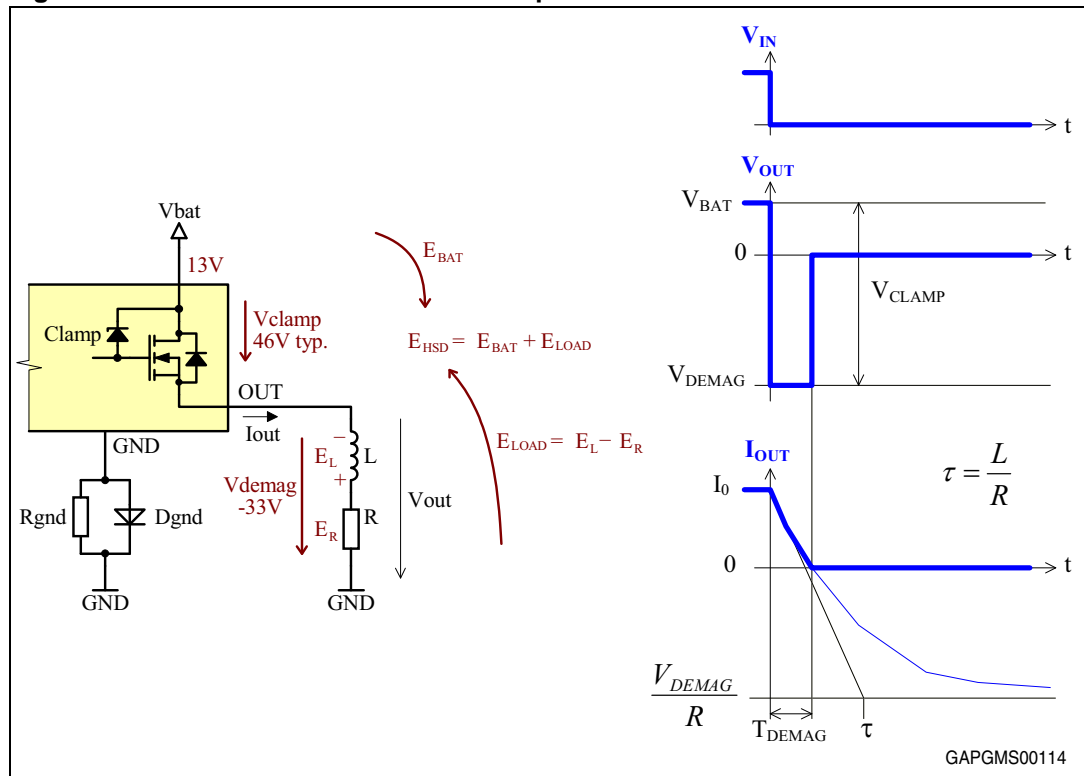 Vbat
13V
Clamp
Vclamp
46V typ.
OUT
Iout
GND
Rgnd
Dgnd
GND
Vdemag
-33V
E_L
−
+
L
E_R
R
Vout
GND
E_BAT
E_HSD = E_BAT + E_LOAD
E_LOAD = E_L − E_R
V_IN
t
V_OUT
V_BAT
0
t
V_CLAMP
V_DEMAG
I_OUT
I_0
τ = L/R
0
t
V_DEMAG/R
T_DEMAG
τ
GAPGMS00114